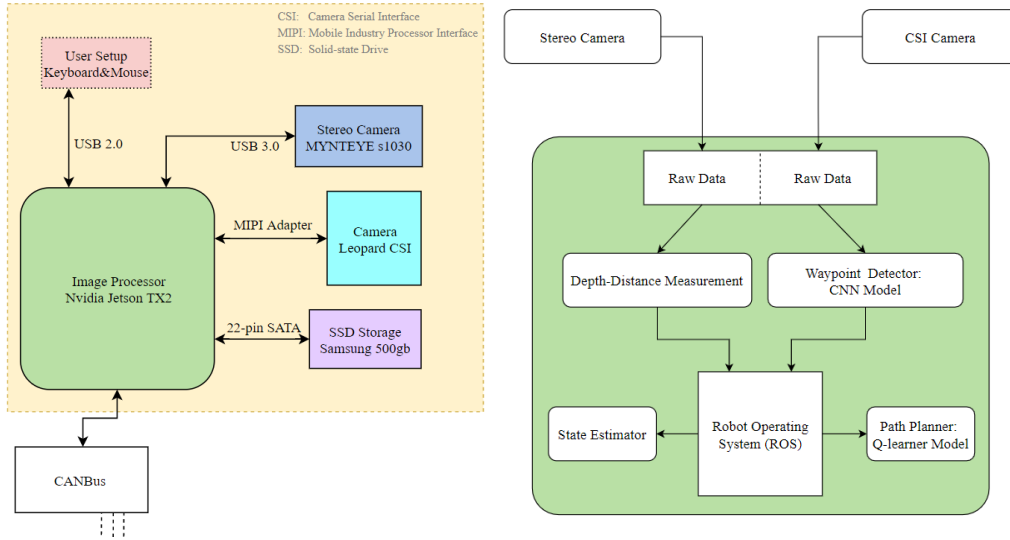 CSI: Camera Serial Interface
MIPI: Mobile Industry Processor Interface
SSD: Solid-state Drive
User Setup
Keyboard&Mouse
USB 2.0
USB 3.0
Stereo Camera
MYNTEYE s1030
MIPI Adapter
Camera
Leopard CSI
Image Processor
Nvidia Jetson TX2
22-pin SATA
SSD Storage
Samsung 500gb
CANBus
Stereo Camera
CSI Camera
Raw Data
Raw Data
Depth-Distance Measurement
Waypoint Detector:
CNN Model
State Estimator
Robot Operating
System (ROS)
Path Planner:
Q-learner Model